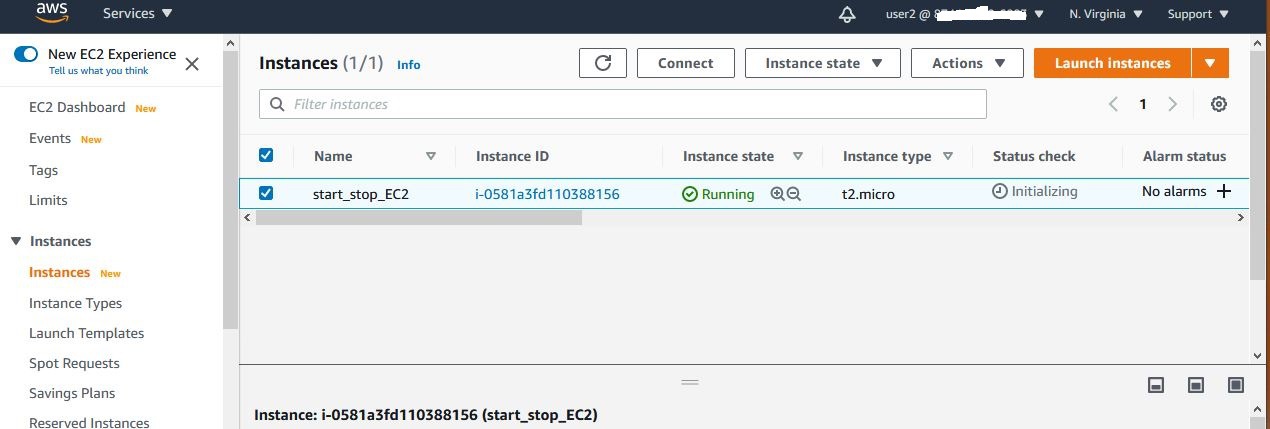 aws Services user2 @ N. Virginia Support
New EC2 Experience
Tell us what you think
EC2 Dashboard New
Events New
Tags
Limits
Instances
Instances New
Instance Types
Launch Templates
Spot Requests
Savings Plans
Reserved Instances
Instances (1/1) Info Connect Instance state Actions Launch instances
Filter instances 1
Name Instance ID Instance state Instance type Status check Alarm status
start_stop_EC2 i-0581a3fd110388156 Running t2.micro Initializing No alarms +
Instance: i-0581a3fd110388156 (start_stop_EC2)